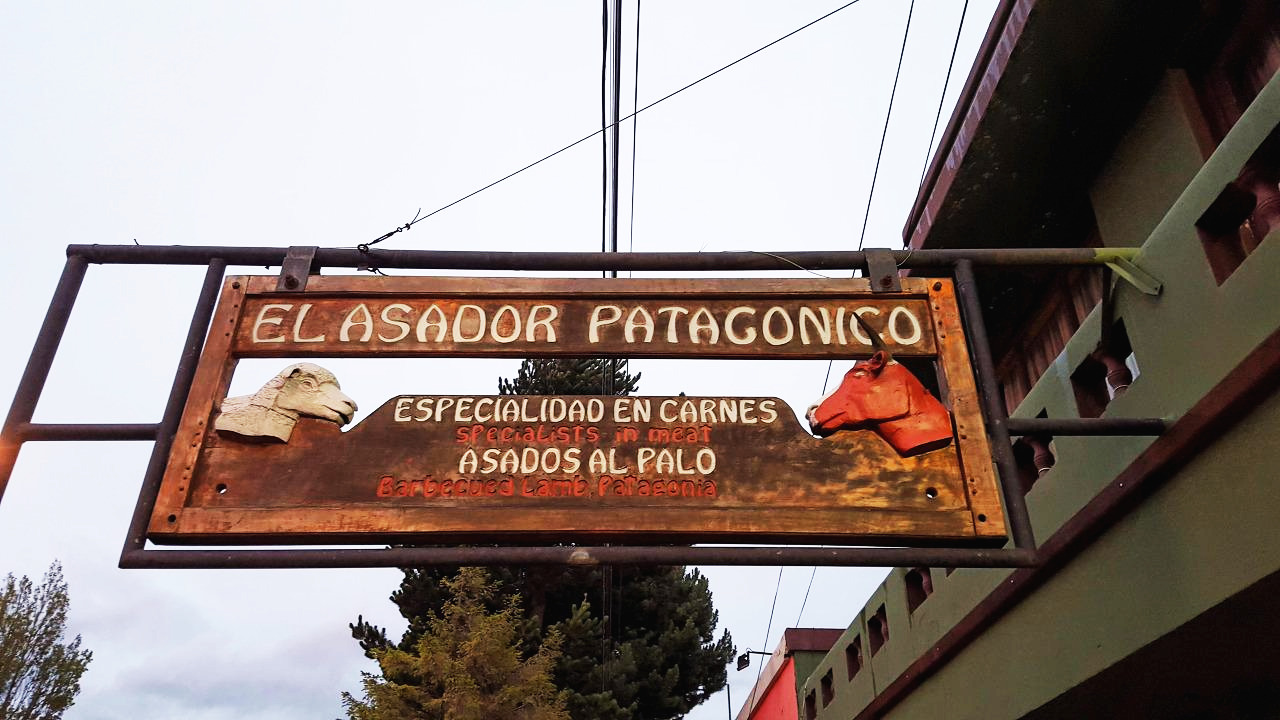 EL ASADOR PATAGONICO
ESPECIALIDAD EN CARNES
specialists in meat
ASADOS AL PALO
Barbecued Lamb, Patagonia